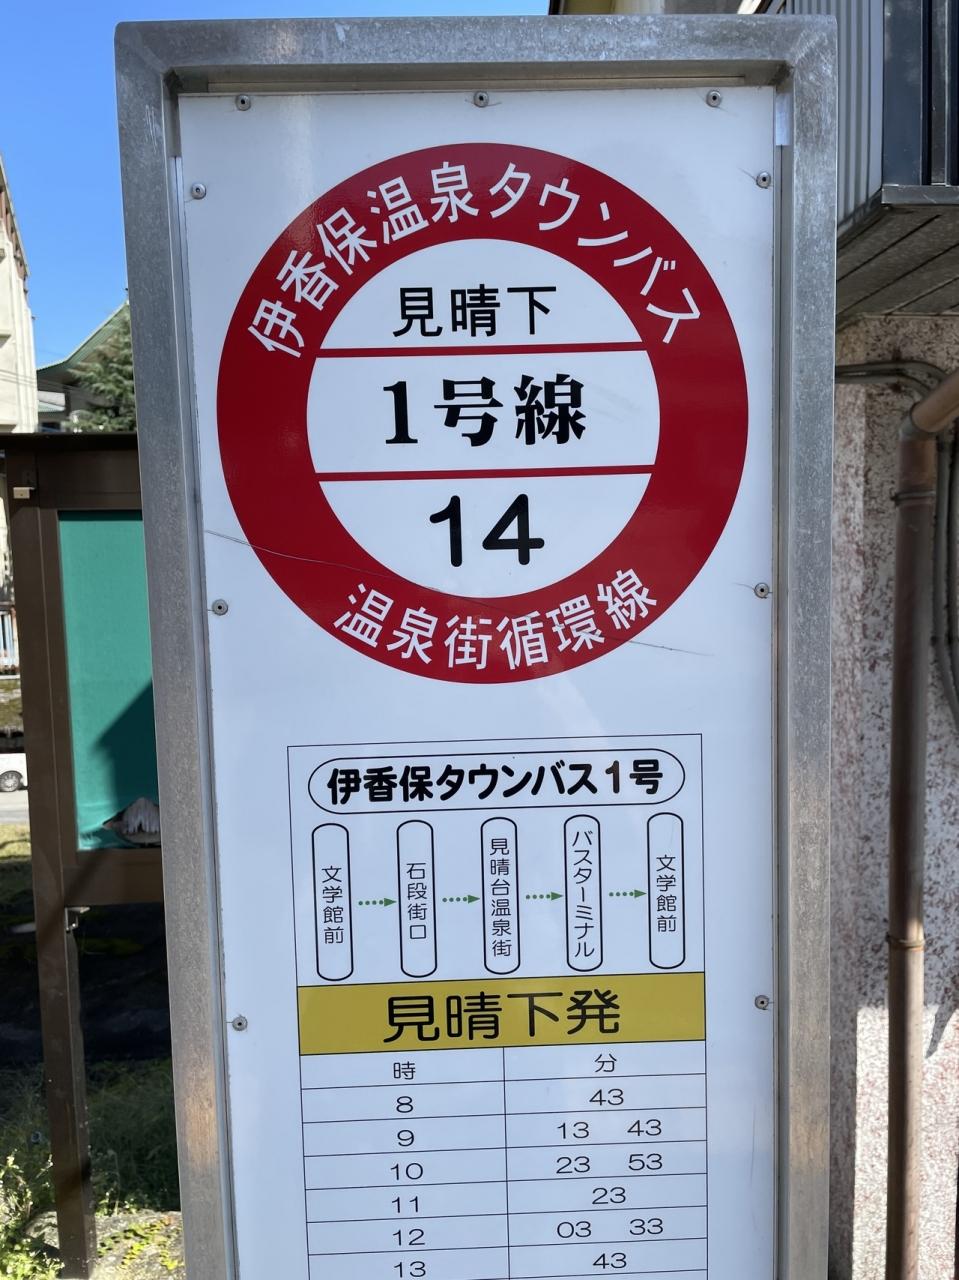 伊香保温泉タウンバス
見晴下
1号線
14
温泉街循環線
伊香保タウンバス1号
文学館前
石段街口
見晴台温泉街
バスターミナル
文学館前
見晴下発
時 分
8 43
9 13 43
10 23 53
11 23
12 03 33
13 43